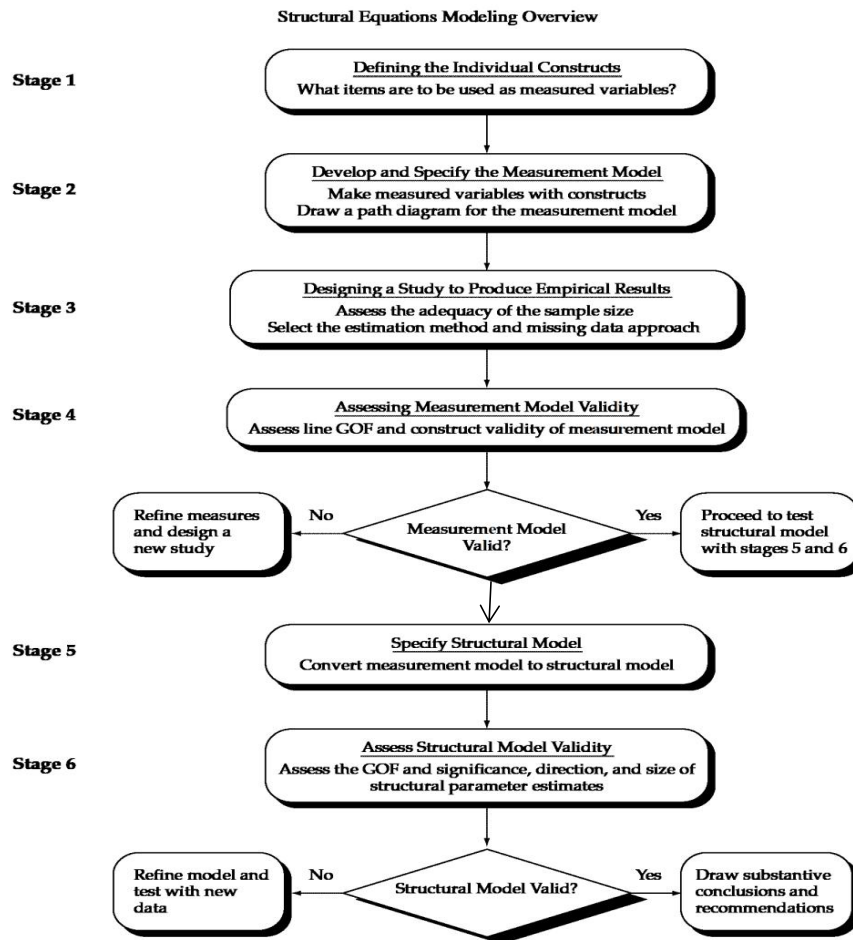 Structural Equations Modeling Overview
Stage 1
Defining the Individual Constructs
What items are to be used as measured variables?
Stage 2
Develop and Specify the Measurement Model
Make measured variables with constructs
Draw a path diagram for the measurement model
Stage 3
Designing a Study to Produce Empirical Results
Assess the adequacy of the sample size
Select the estimation method and missing data approach
Stage 4
Assessing Measurement Model Validity
Assess line GOF and construct validity of measurement model
Refine measures
and design a
new study
No
Measurement Model
Valid?
Yes
Proceed to test
structural model
with stages 5 and 6
Stage 5
Specify Structural Model
Convert measurement model to structural model
Stage 6
Assess Structural Model Validity
Assess the GOF and significance, direction, and size of
structural parameter estimates
Refine model and
test with new
data
No
Structural Model Valid?
Yes
Draw substantive
conclusions and
recommendations